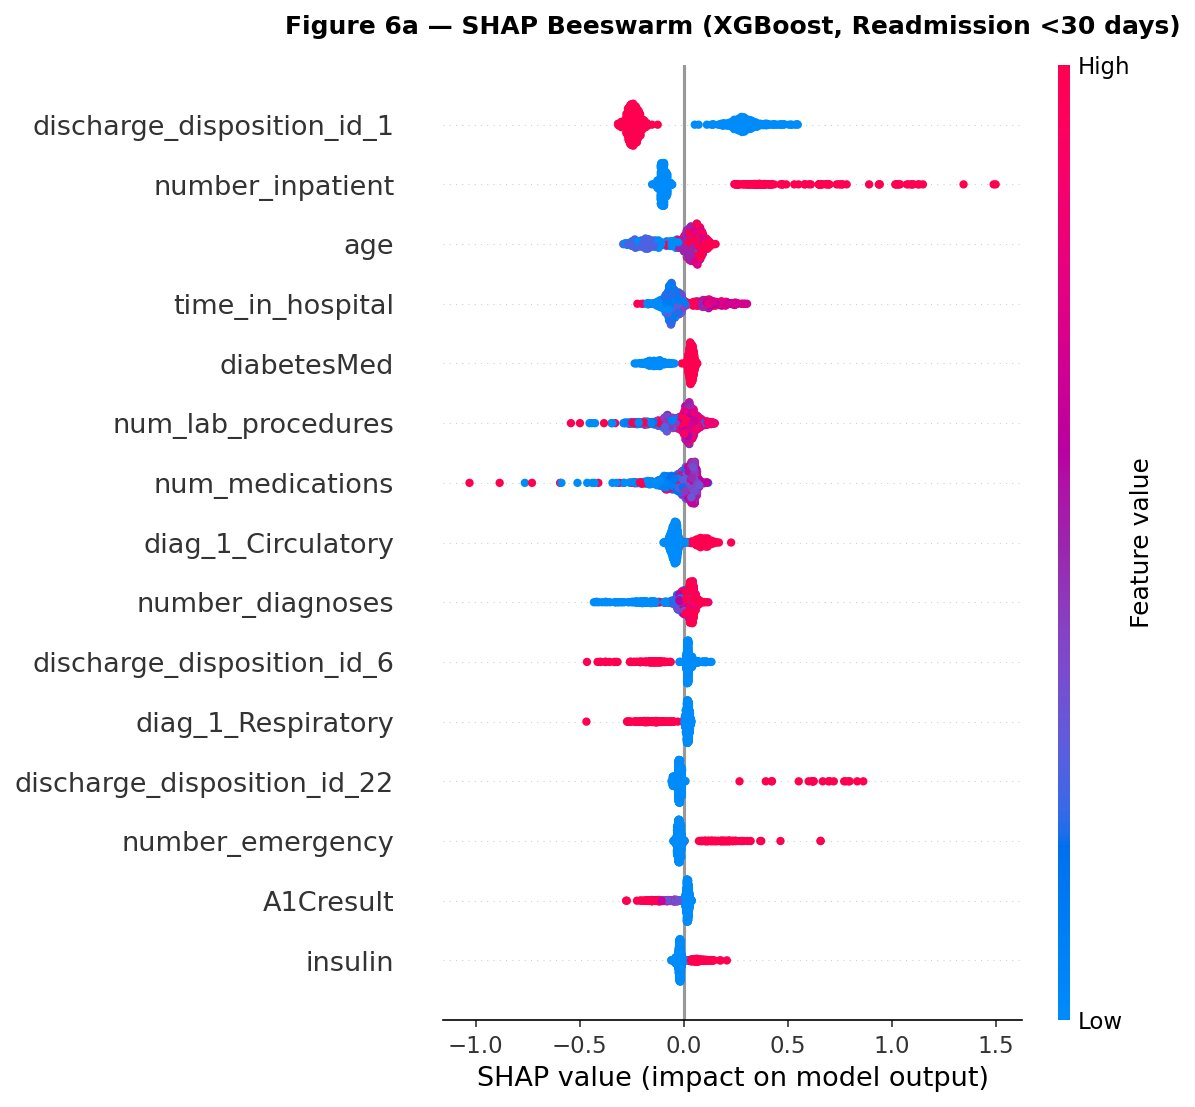 Figure 6a — SHAP Beeswarm (XGBoost, Readmission <30 days)
High
discharge_disposition_id_1
number_inpatient
age
time_in_hospital
diabetesMed
num_lab_procedures
num_medications
diag_1_Circulatory
number_diagnoses
discharge_disposition_id_6
diag_1_Respiratory
discharge_disposition_id_22
number_emergency
A1Cresult
insulin
Feature value
Low
−1.0 −0.5 0.0 0.5 1.0 1.5
SHAP value (impact on model output)